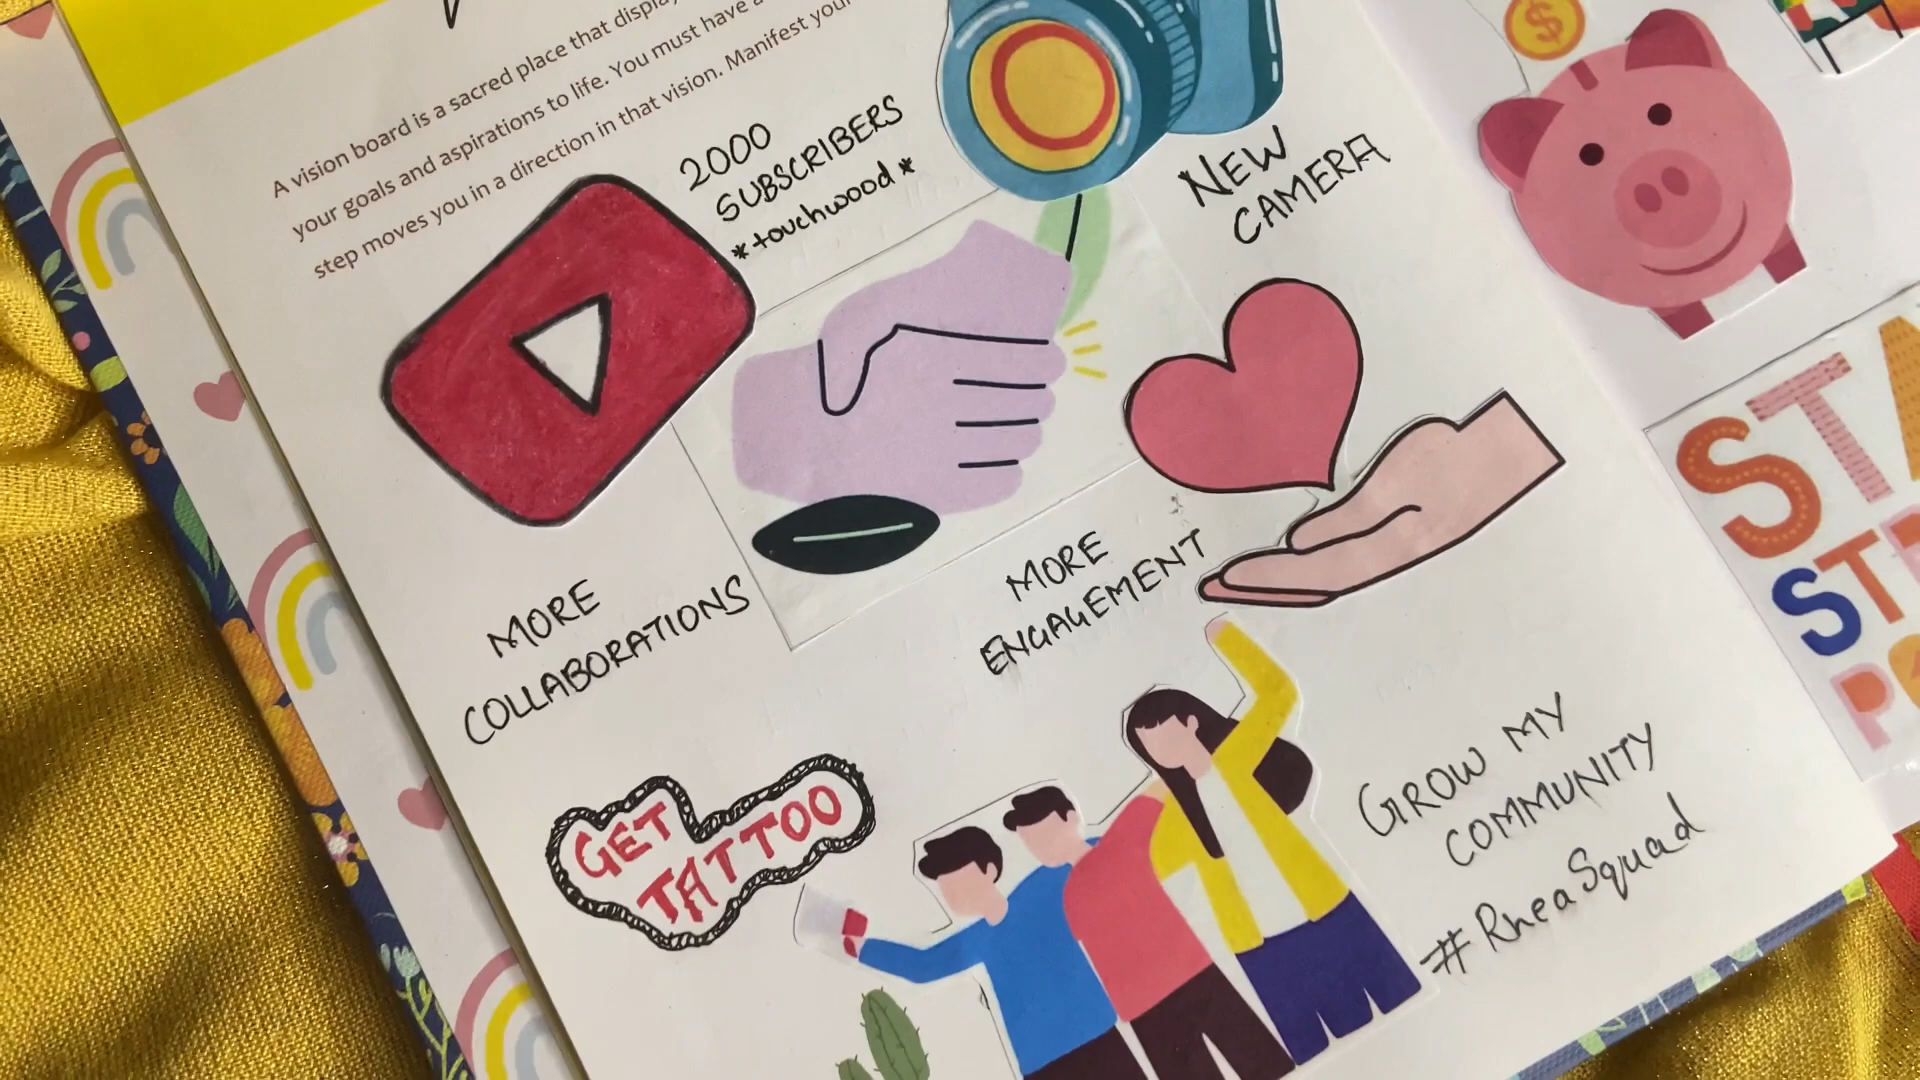 A vision board is a sacred place that
your goals and aspirations to life. You must have a
step moves you in a direction in that vision. Manifest your
2000
SUBSCRIBERS
*touchwood*
NEW
CAMERA
MORE
COLLABORATIONS
MORE
ENGAGEMENT
GET
TATTOO
GROW MY
COMMUNITY
#RheaSquad
$